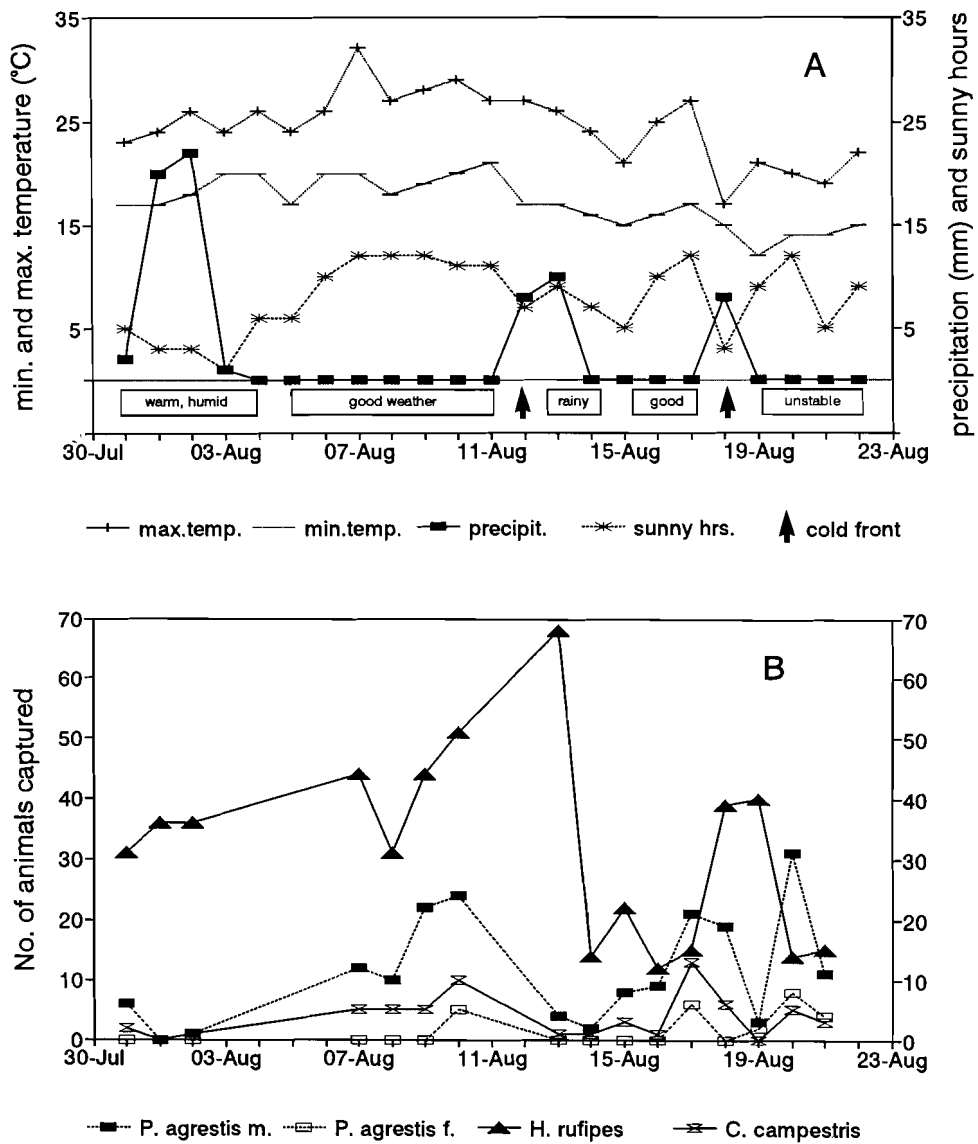 A
min. and max. temperature (°C)
precipitation (mm) and sunny hours
35 35
25 25
15 15
5 5
warm, humid good weather rainy good unstable
30-Jul 03-Aug 07-Aug 11-Aug 15-Aug 19-Aug 23-Aug
max.temp. min.temp. precipit. sunny hrs. cold front
B
No. of animals captured
70 70
60 60
50 50
40 40
30 30
20 20
10 10
0 0
30-Jul 03-Aug 07-Aug 11-Aug 15-Aug 19-Aug 23-Aug
P. agrestis m. P. agrestis f. H. rufipes C. campestris